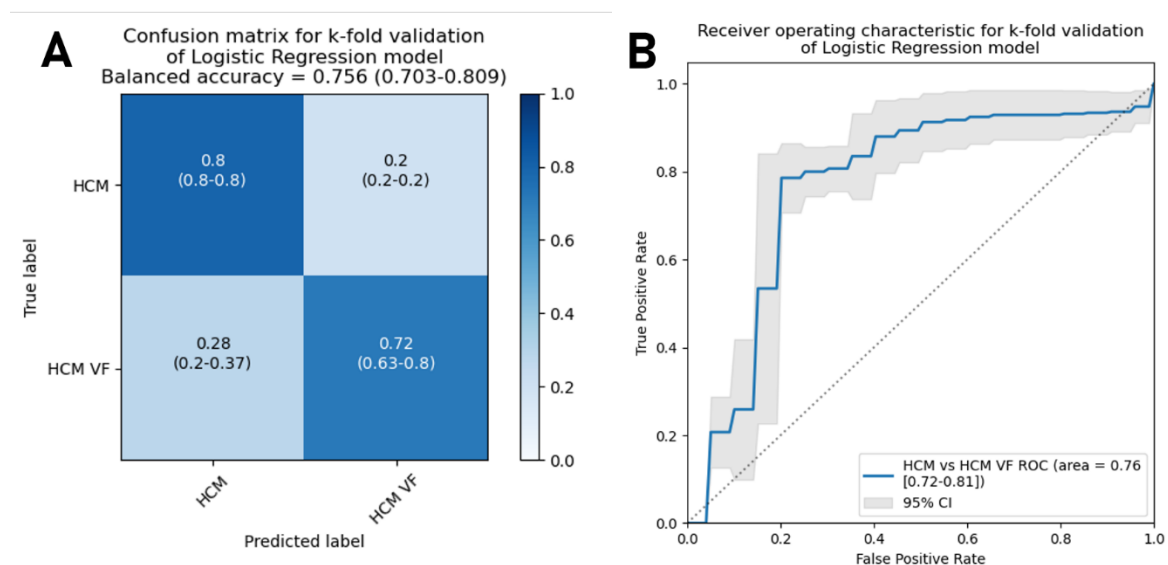 A
Confusion matrix for k-fold validation
of Logistic Regression model
Balanced accuracy = 0.756 (0.703-0.809)
True label
HCM
HCM VF
0.8
(0.8-0.8)
0.2
(0.2-0.2)
0.28
(0.2-0.37)
0.72
(0.63-0.8)
HCM
HCM VF
Predicted label
1.0
0.8
0.6
0.4
0.2
0.0
B
Receiver operating characteristic for k-fold validation
of Logistic Regression model
True Positive Rate
1.0
0.8
0.6
0.4
0.2
0.0
HCM vs HCM VF ROC (area = 0.76
[0.72-0.81])
95% CI
0.0
0.2
0.4
0.6
0.8
1.0
False Positive Rate